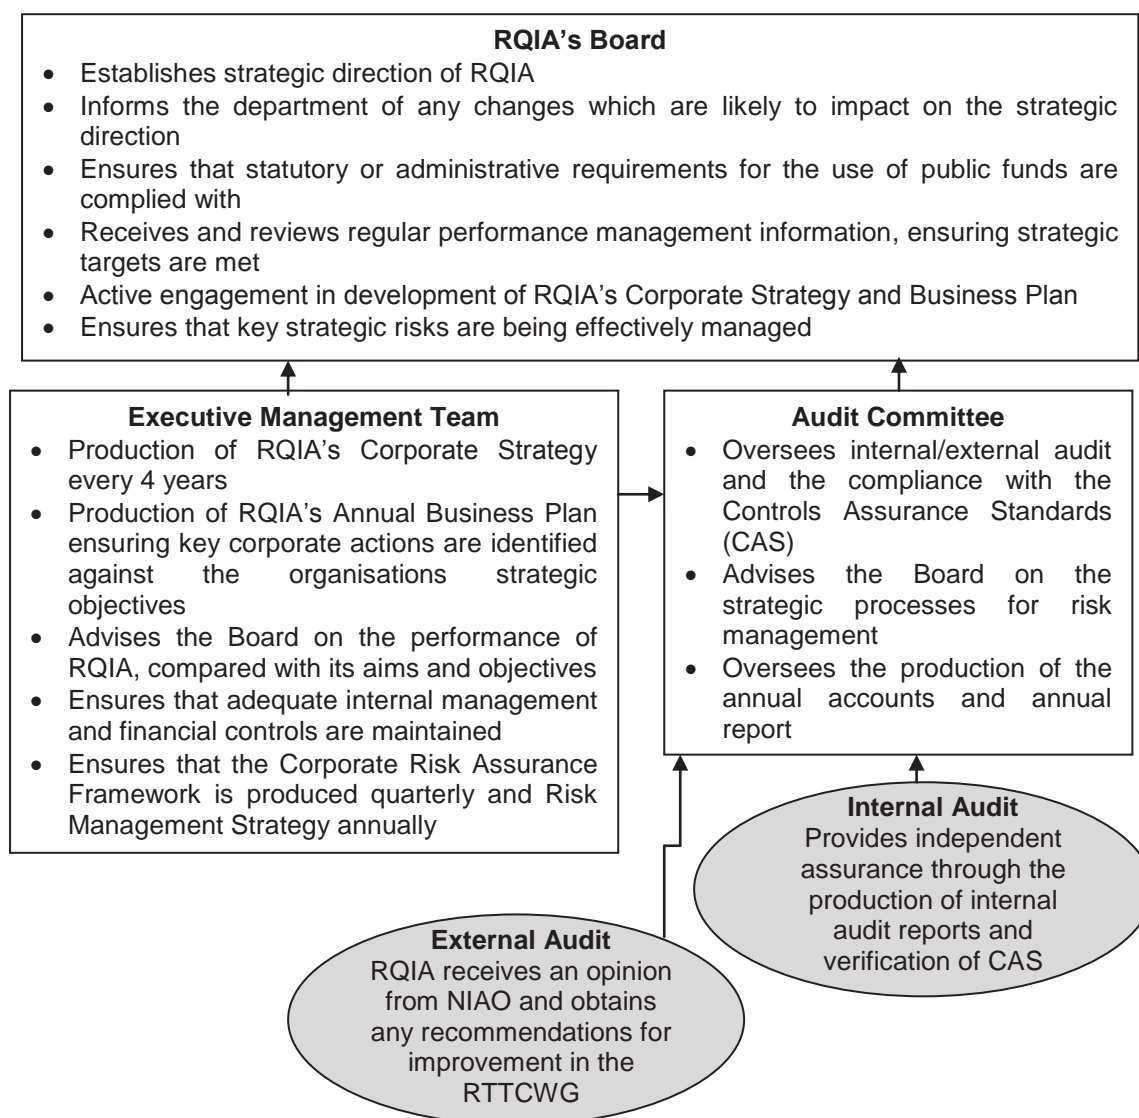 RQIA's Board
• Establishes strategic direction of RQIA
• Informs the department of any changes which are likely to impact on the strategic
direction
• Ensures that statutory or administrative requirements for the use of public funds are
complied with
• Receives and reviews regular performance management information, ensuring strategic
targets are met
• Active engagement in development of RQIA's Corporate Strategy and Business Plan
• Ensures that key strategic risks are being effectively managed
Executive Management Team
• Production of RQIA's Corporate Strategy
every 4 years
• Production of RQIA's Annual Business Plan
ensuring key corporate actions are identified
against the organisations strategic
objectives
• Advises the Board on the performance of
RQIA, compared with its aims and objectives
• Ensures that adequate internal management
and financial controls are maintained
• Ensures that the Corporate Risk Assurance
Framework is produced quarterly and Risk
Management Strategy annually
Audit Committee
• Oversees internal/external audit
and the compliance with the
Controls Assurance Standards
(CAS)
• Advises the Board on the
strategic processes for risk
management
• Oversees the production of the
annual accounts and annual
report
Internal Audit
Provides independent
assurance through the
production of internal
audit reports and
verification of CAS
External Audit
RQIA receives an opinion
from NIAO and obtains
any recommendations for
improvement in the
RTTCWG